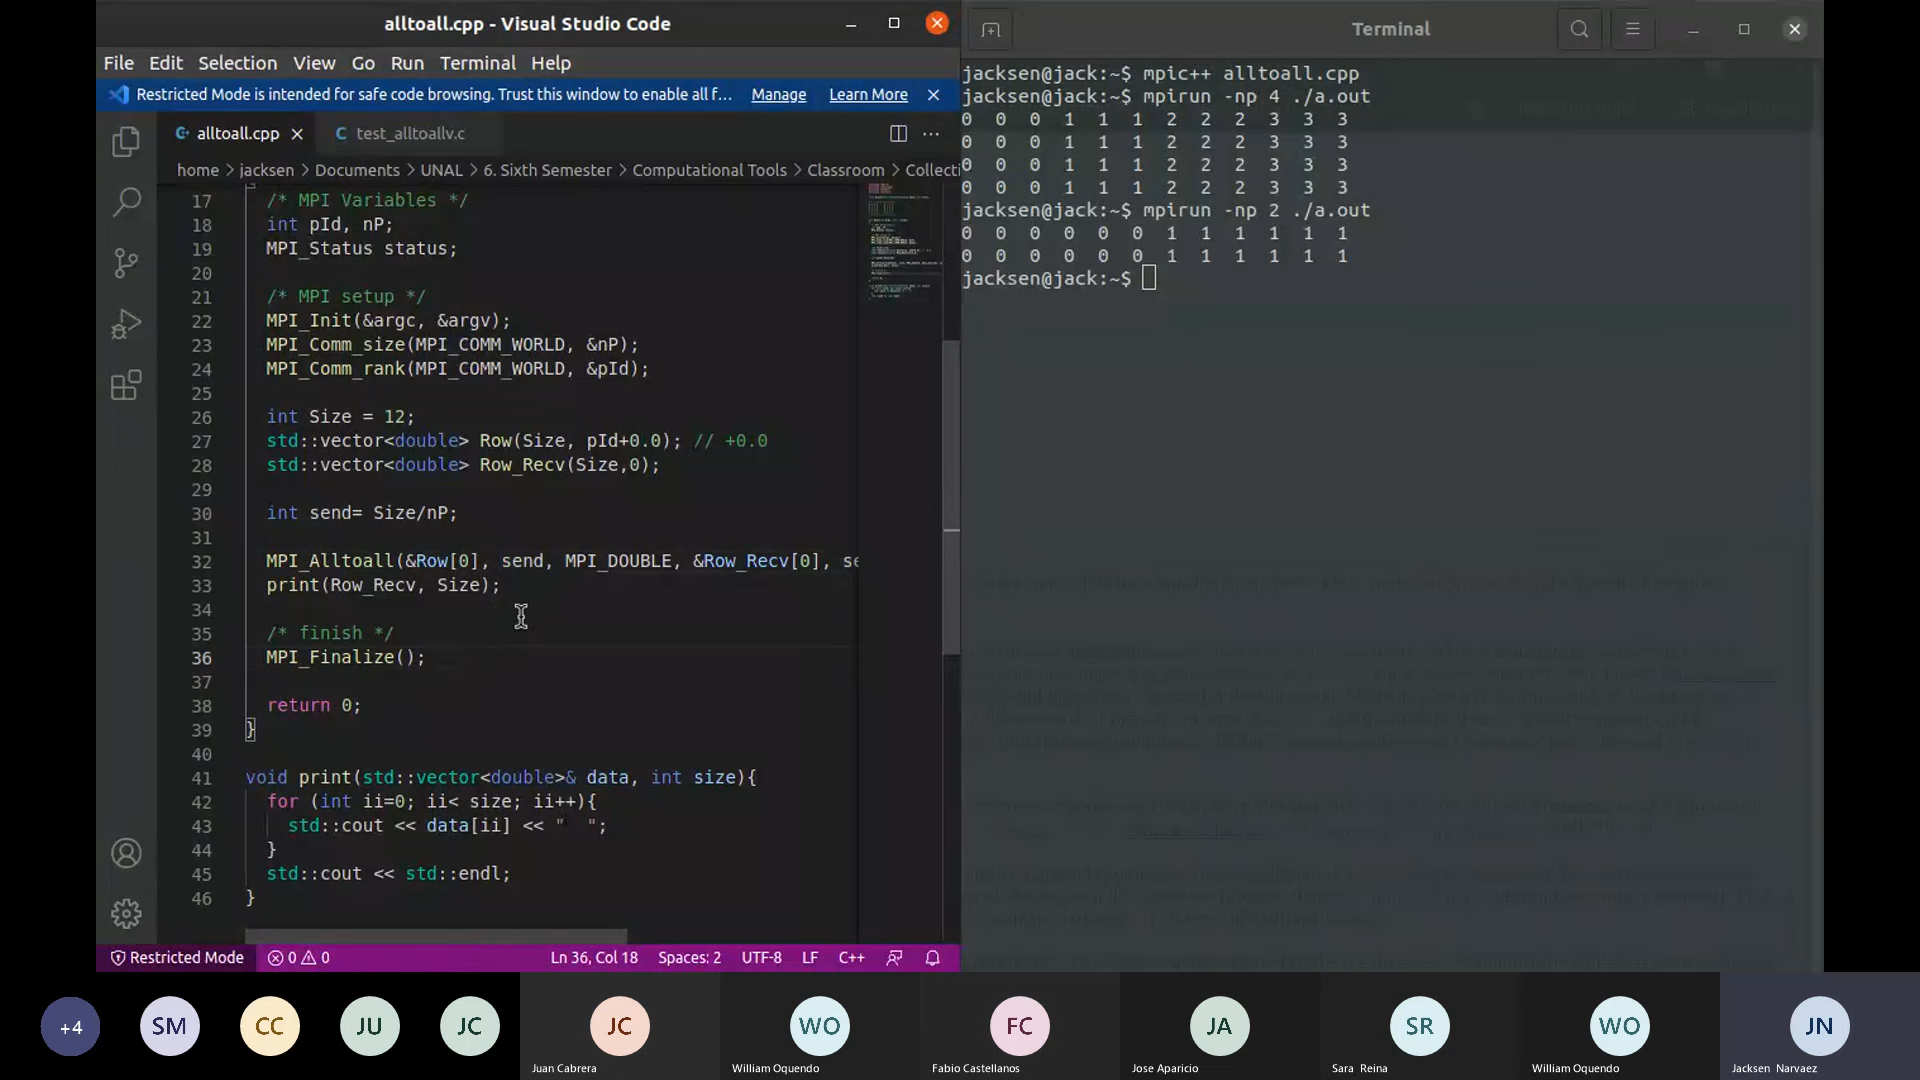 alltoall.cpp - Visual Studio Code
File Edit Selection View Go Run Terminal Help
Restricted Mode is intended for safe code browsing. Trust this window to enable all f... Manage Learn More
alltoall.cpp
test_alltoallv.c
home > jacksen > Documents > UNAL > 6. Sixth Semester > Computational Tools > Classroom > Collecti
17 /* MPI Variables */
18 int pId, nP;
19 MPI_Status status;
20
21 /* MPI setup */
22 MPI_Init(&argc, &argv);
23 MPI_Comm_size(MPI_COMM_WORLD, &nP);
24 MPI_Comm_rank(MPI_COMM_WORLD, &pId);
25
26 int Size = 12;
27 std::vector<double> Row(Size, pId+0.0); // +0.0
28 std::vector<double> Row_Recv(Size,0);
29
30 int send= Size/nP;
31
32 MPI_Alltoall(&Row[0], send, MPI_DOUBLE, &Row_Recv[0], se
33 print(Row_Recv, Size);
34
35 /* finish */
36 MPI_Finalize();
37
38 return 0;
39 }
40
41 void print(std::vector<double>& data, int size){
42 for (int ii=0; ii< size; ii++){
43 std::cout << data[ii] << "  ";
44 }
45 std::cout << std::endl;
46 }
Restricted Mode 0 0 Ln 36, Col 18 Spaces: 2 UTF-8 LF C++
Terminal
jacksen@jack:~$ mpic++ alltoall.cpp
jacksen@jack:~$ mpirun -np 4 ./a.out
0 0 0 1 1 1 2 2 2 3 3 3
0 0 0 1 1 1 2 2 2 3 3 3
0 0 0 1 1 1 2 2 2 3 3 3
0 0 0 1 1 1 2 2 2 3 3 3
jacksen@jack:~$ mpirun -np 2 ./a.out
0 0 0 0 0 0 1 1 1 1 1 1
0 0 0 0 0 0 1 1 1 1 1 1
jacksen@jack:~$
+4 SM CC JU JC JC WO FC JA SR WO JN
Juan Cabrera William Oquendo Fabio Castellanos Jose Aparicio Sara Reina William Oquendo Jacksen Narvaez